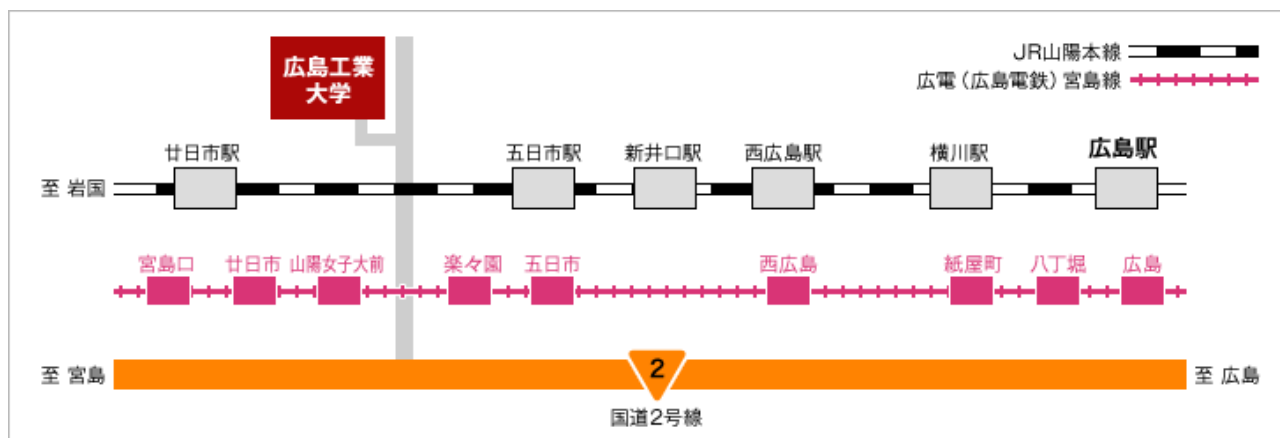 広島工業
大学
JR山陽本線
広電（広島電鉄）宮島線
廿日市駅
五日市駅
新井口駅
西広島駅
横川駅
広島駅
至 岩国
宮島口
廿日市
山陽女子大前
楽々園
五日市
西広島
紙屋町
八丁堀
広島
至 宮島
2
至 広島
国道2号線